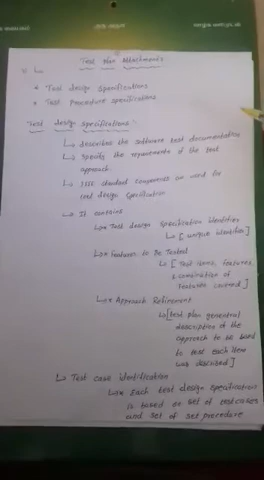 Test Plan Attachments
* Test design Specifications
* Test Procedure Specifications
Test design specifications:-
↳ describes the software test documentation
↳ Specify the requirements of the test
approach
↳ IEEE standard components are used for
test design specification
↳ It contains
Test design Specification Identifier
↳ [unique identifier]
Features to Be Tested
↳ [Test items, features,
combination of
features covered]
Approach Refinement
↳ [test plan general
description of the
approach to be used
to test each item
was described]
↳ Test case identification
Each test design specification
is based on set of test cases
and set of set procedure